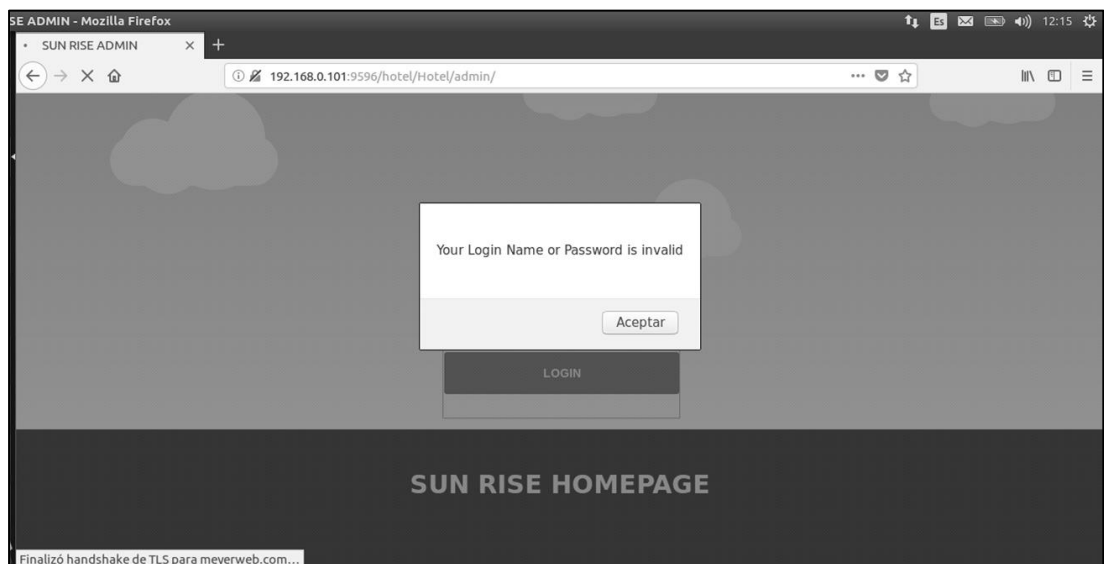 SE ADMIN - Mozilla Firefox
Es
12:15
SUN RISE ADMIN
192.168.0.101:9596/hotel/Hotel/admin/
Your Login Name or Password is invalid
Aceptar
LOGIN
SUN RISE HOMEPAGE
Finalizó handshake de TLS para meyerweb.com...